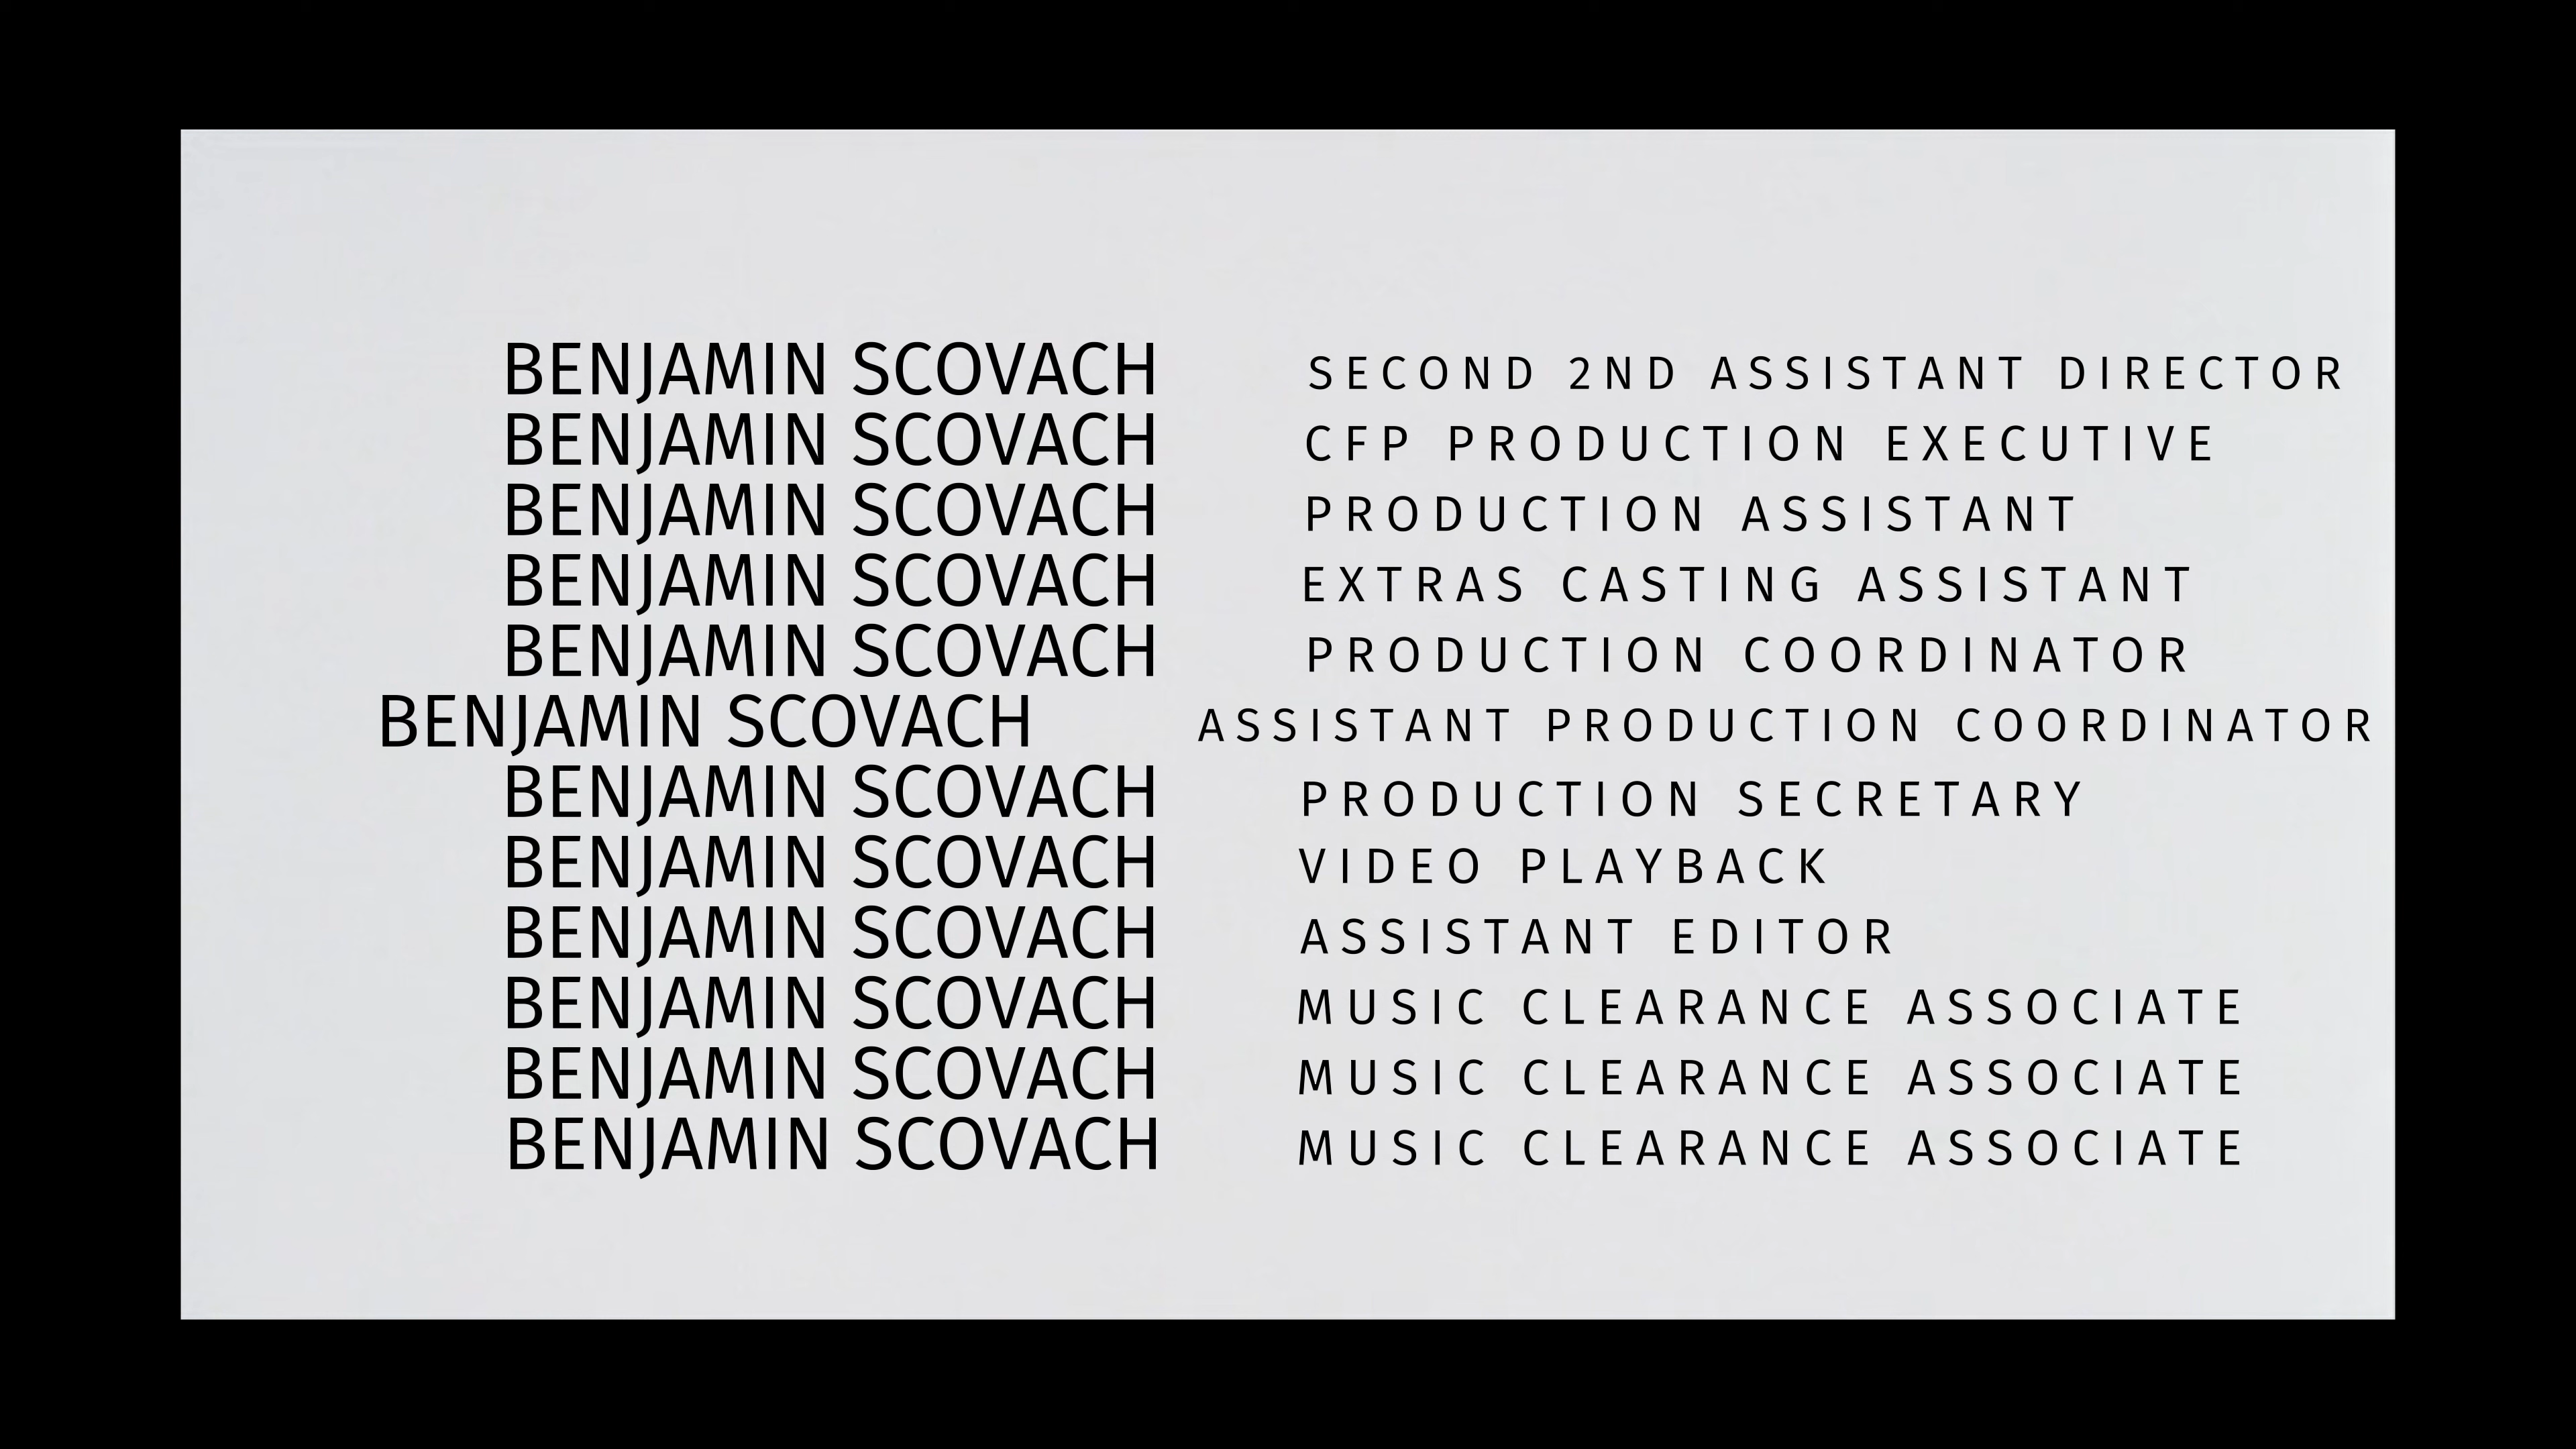 BENJAMIN SCOVACH SECOND 2ND ASSISTANT DIRECTOR
BENJAMIN SCOVACH CFP PRODUCTION EXECUTIVE
BENJAMIN SCOVACH PRODUCTION ASSISTANT
BENJAMIN SCOVACH EXTRAS CASTING ASSISTANT
BENJAMIN SCOVACH PRODUCTION COORDINATOR
BENJAMIN SCOVACH ASSISTANT PRODUCTION COORDINATOR
BENJAMIN SCOVACH PRODUCTION SECRETARY
BENJAMIN SCOVACH VIDEO PLAYBACK
BENJAMIN SCOVACH ASSISTANT EDITOR
BENJAMIN SCOVACH MUSIC CLEARANCE ASSOCIATE
BENJAMIN SCOVACH MUSIC CLEARANCE ASSOCIATE
BENJAMIN SCOVACH MUSIC CLEARANCE ASSOCIATE